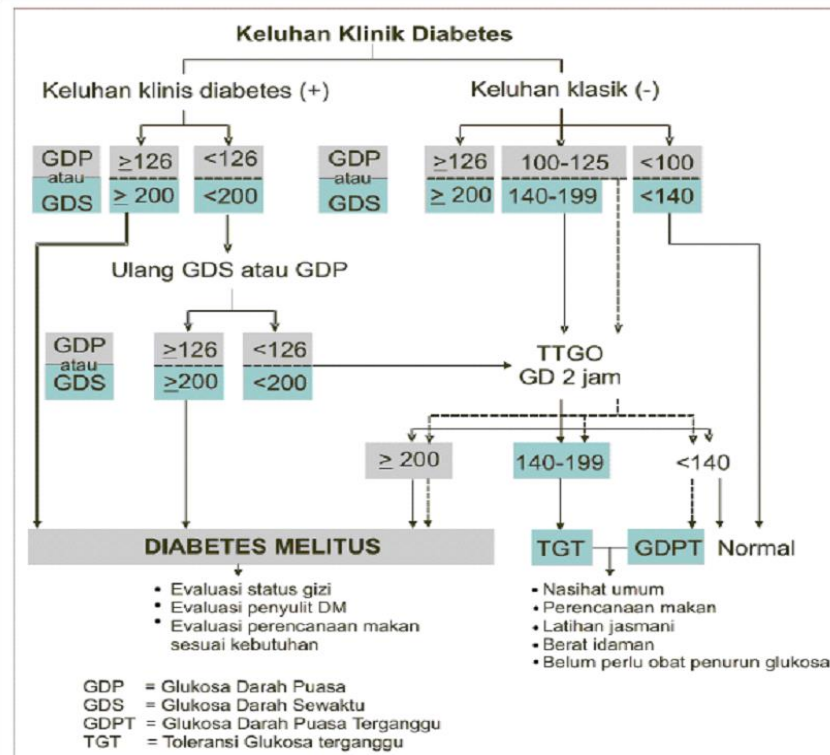 Keluhan Klinik Diabetes
Keluhan klinis diabetes (+)
Keluhan klasik (-)
GDP
atau
GDS
≥126
≥ 200
<126
<200
GDP
atau
GDS
≥126
≥ 200
100-125
140-199
<100
<140
Ulang GDS atau GDP
GDP
atau
GDS
≥126
≥200
<126
<200
TTGO
GD 2 jam
≥ 200
140-199
<140
DIABETES MELITUS
TGT
GDPT
Normal
• Evaluasi status gizi
• Evaluasi penyulit DM
• Evaluasi perencanaan makan
sesuai kebutuhan
• Nasihat umum
• Perencanaan makan
• Latihan jasmani
• Berat idaman
• Belum perlu obat penurun glukosa
GDP = Glukosa Darah Puasa
GDS = Glukosa Darah Sewaktu
GDPT = Glukosa Darah Puasa Terganggu
TGT = Toleransi Glukosa terganggu